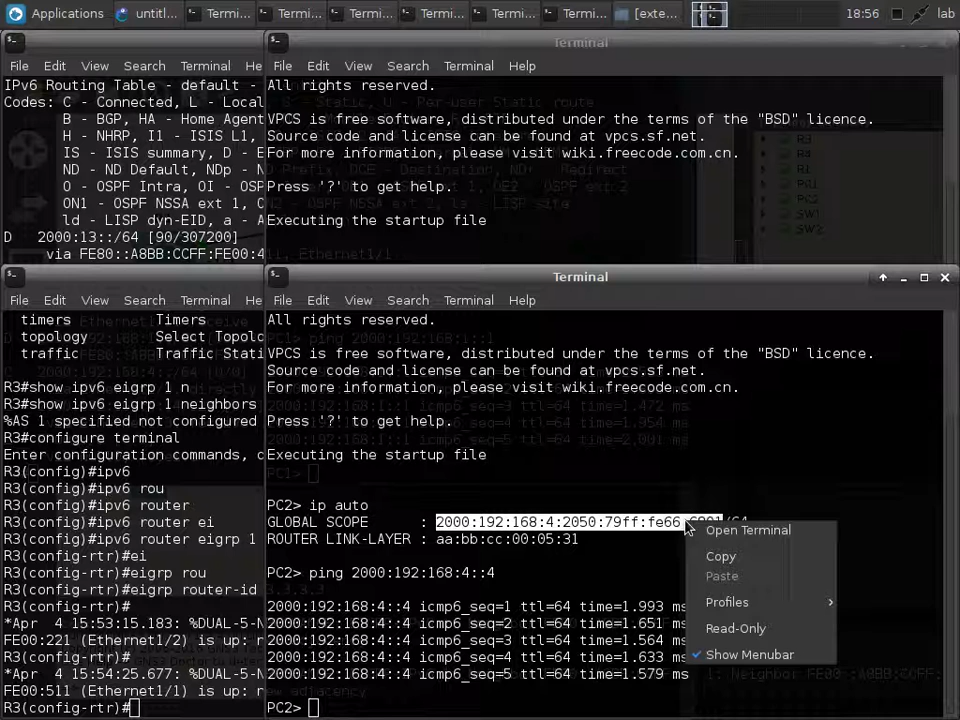 Applications untitl... Termi... Termi... Termi... Termi... Termi... Termi... [exte... 18:56 lab
Terminal
File Edit View Search Terminal He
File Edit View Search Terminal Help
IPv6 Routing Table - default -
Codes: C - Connected, L - Local
B - BGP, HA - Home Agent
H - NHRP, I1 - ISIS L1,
IS - ISIS summary, D - E
ND - ND Default, NDp - N
O - OSPF Intra, OI - OSP
ON1 - OSPF NSSA ext 1, O
ld - LISP dyn-EID, a - A
D 2000:13::/64 [90/307200]
via FE80::A8BB:CCFF:FE00:4
All rights reserved.
VPCS is free software, distributed under the terms of the "BSD" licence.
Source code and license can be found at vpcs.sf.net.
For more information, please visit wiki.freecode.com.cn.
Press '?' to get help.
Executing the startup file
Terminal
File Edit View Search Terminal He
File Edit View Search Terminal Help
timers Timers
topology Select Topolo
traffic Traffic Stati
R3#show ipv6 eigrp 1 n
R3#show ipv6 eigrp 1 neighbors
%AS 1 specified not configured
R3#configure terminal
Enter configuration commands, o
R3(config)#ipv6
R3(config)#ipv6 rou
R3(config)#ipv6 router
R3(config)#ipv6 router ei
R3(config)#ipv6 router eigrp 1
R3(config-rtr)#ei
R3(config-rtr)#eigrp rou
R3(config-rtr)#eigrp router-id
R3(config-rtr)#
*Apr 4 15:53:15.183: %DUAL-5-N
FE00:221 (Ethernet1/2) is up: n
R3(config-rtr)#
*Apr 4 15:54:25.677: %DUAL-5-N
FE00:511 (Ethernet1/1) is up: n
R3(config-rtr)#
All rights reserved.
VPCS is free software, distributed under the terms of the "BSD" licence.
Source code and license can be found at vpcs.sf.net.
For more information, please visit wiki.freecode.com.cn.
Press '?' to get help.
Executing the startup file
PC2> ip auto
GLOBAL SCOPE : 2000:192:168:4:2050:79ff:fe66:6801/64
ROUTER LINK-LAYER : aa:bb:cc:00:05:31
PC2> ping 2000:192:168:4::4
2000:192:168:4::4 icmp6_seq=1 ttl=64 time=1.993 ms
2000:192:168:4::4 icmp6_seq=2 ttl=64 time=1.651 ms
2000:192:168:4::4 icmp6_seq=3 ttl=64 time=1.564 ms
2000:192:168:4::4 icmp6_seq=4 ttl=64 time=1.633 ms
2000:192:168:4::4 icmp6_seq=5 ttl=64 time=1.579 ms
PC2>
Open Terminal
Copy
Paste
Profiles
Read-Only
Show Menubar